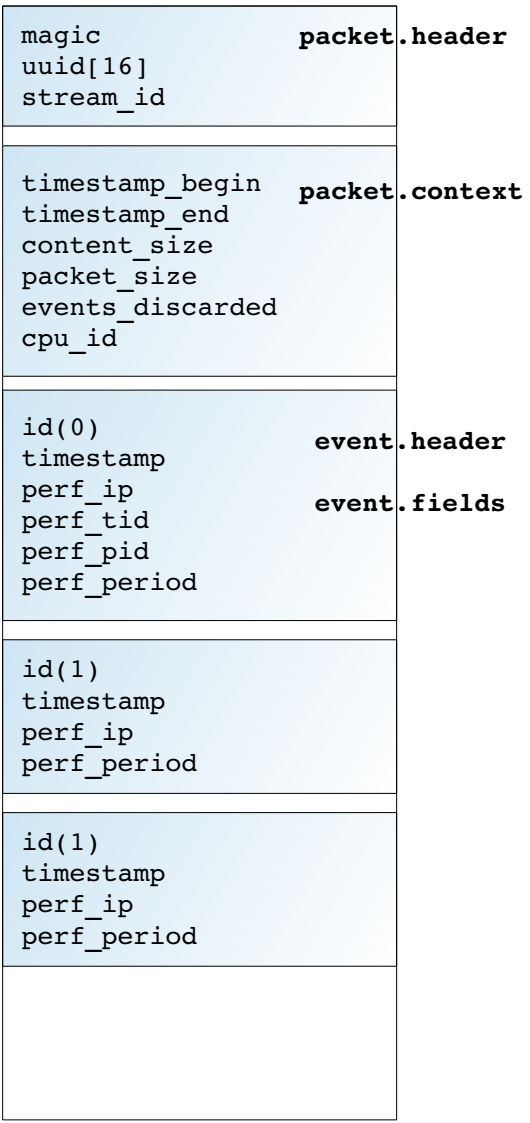 magic packet.header
uuid[16]
stream_id
timestamp_begin packet.context
timestamp_end
content_size
packet_size
events_discarded
cpu_id
id(0) event.header
timestamp
perf_ip
perf_tid event.fields
perf_pid
perf_period
id(1)
timestamp
perf_ip
perf_period
id(1)
timestamp
perf_ip
perf_period